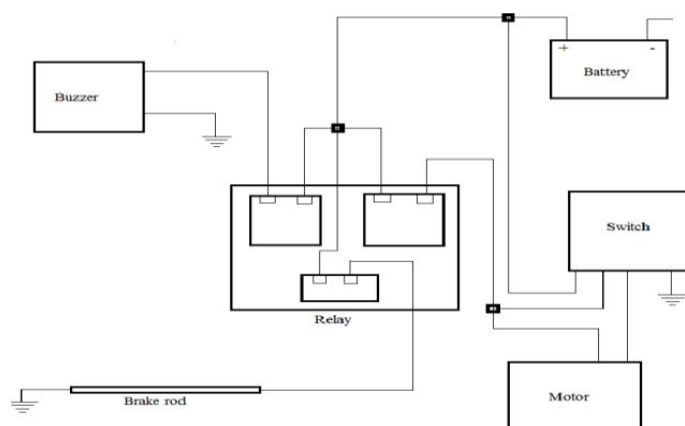 + -
Battery
Buzzer
Switch
Relay
Brake rod
Motor